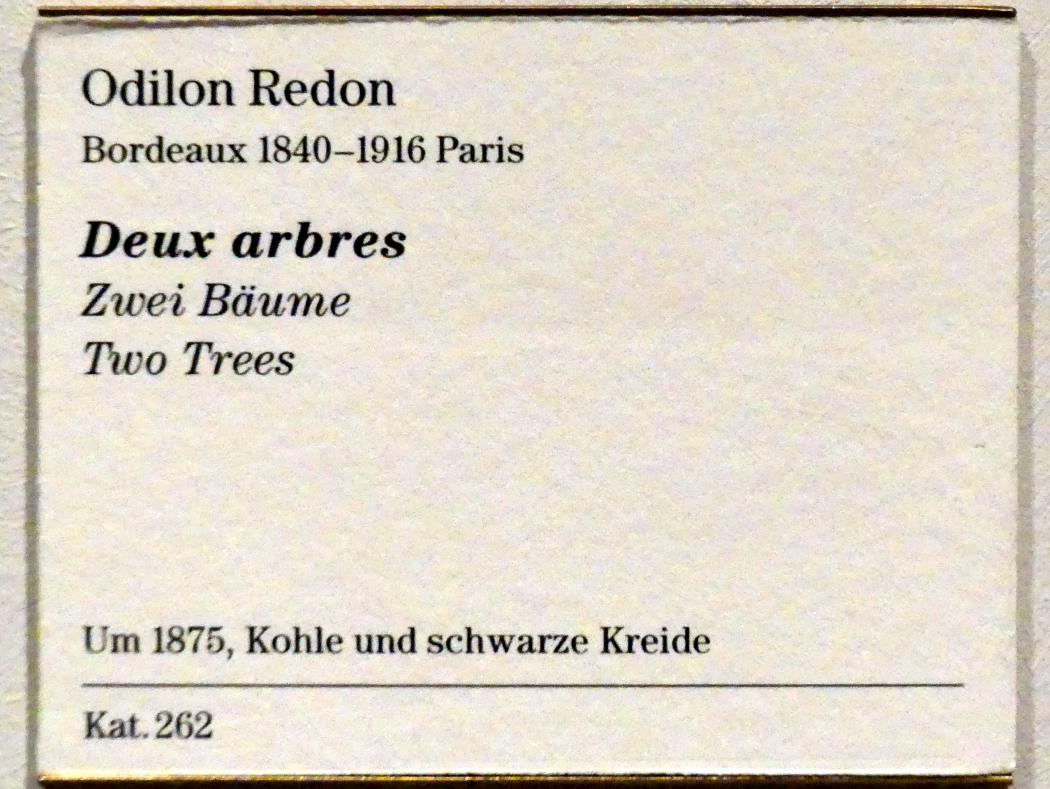 Odilon Redon
Bordeaux 1840–1916 Paris
Deux arbres
Zwei Bäume
Two Trees
Um 1875, Kohle und schwarze Kreide
Kat. 262